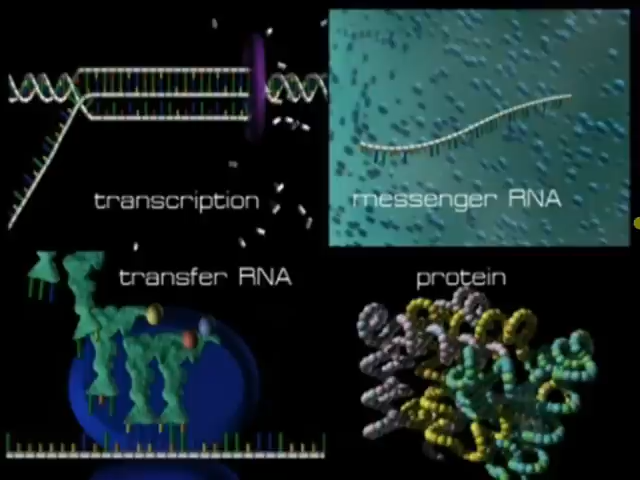 transcription
messenger RNA
transfer RNA
protein